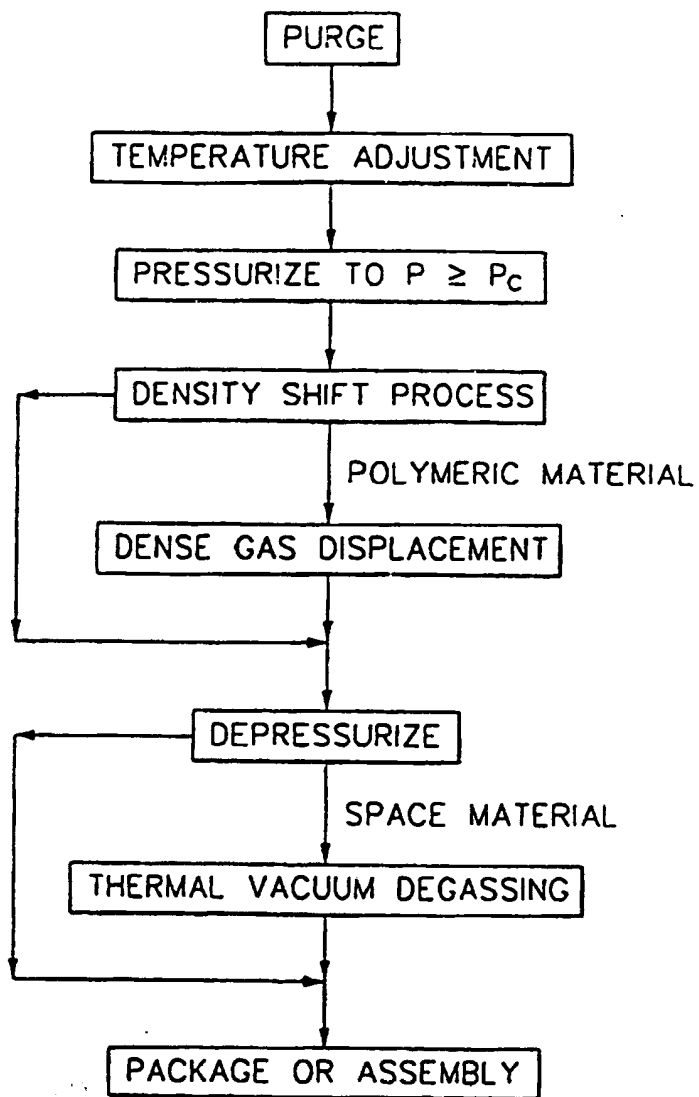 PURGE
TEMPERATURE ADJUSTMENT
PRESSURIZE TO P ≥ Pc
DENSITY SHIFT PROCESS
POLYMERIC MATERIAL
DENSE GAS DISPLACEMENT
DEPRESSURIZE
SPACE MATERIAL
THERMAL VACUUM DEGASSING
PACKAGE OR ASSEMBLY